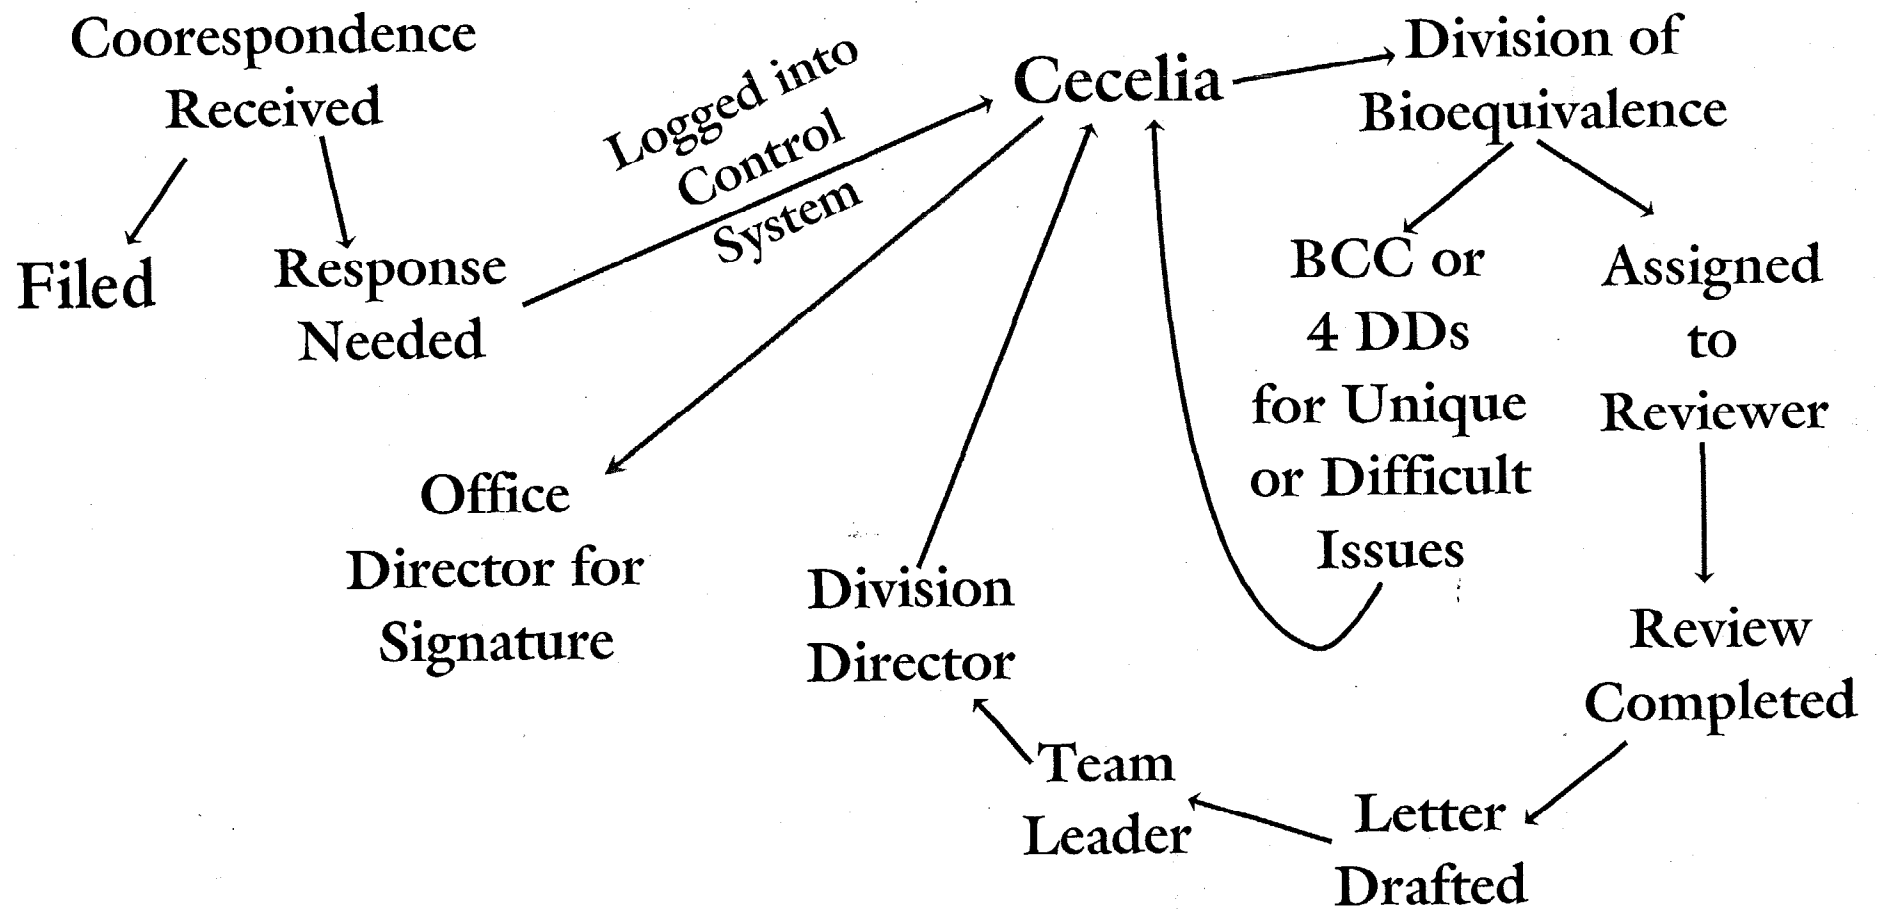 Coorespondence
Received
Filed
Response
Needed
Logged into
Control
System
Cecelia
Division of
Bioequivalence
BCC or
4 DDs
for Unique
or Difficult
Issues
Assigned
to
Reviewer
Review
Completed
Letter
Drafted
Team
Leader
Division
Director
Office
Director for
Signature